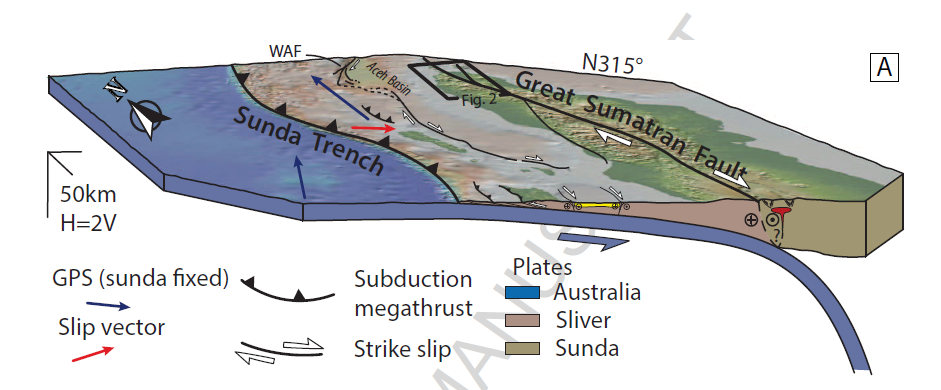 WAF
N315°
A
Aceh Basin
Fig. 2
Great Sumatran Fault
N
Sunda Trench
50km
H=2V
?
GPS (sunda fixed)
Slip vector
Subduction
megathrust
Strike slip
Plates
Australia
Sliver
Sunda
MANUS
T